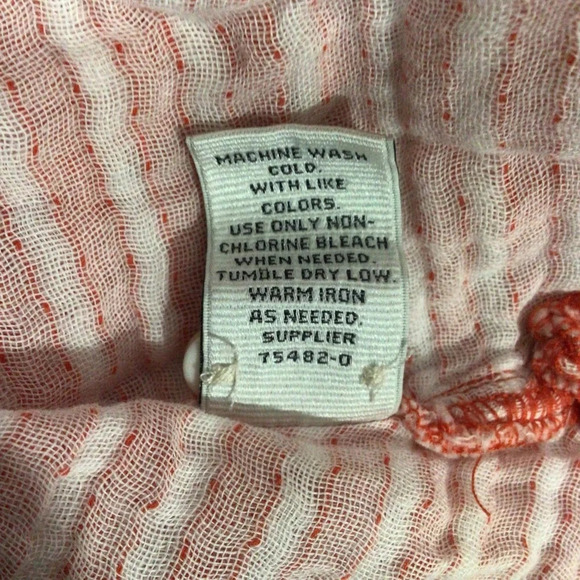 MACHINE WASH
COLD.
WITH LIKE
COLORS.
USE ONLY NON-
CHLORINE BLEACH
WHEN NEEDED.
TUMBLE DRY LOW.
WARM IRON
AS NEEDED.
SUPPLIER
75482-0